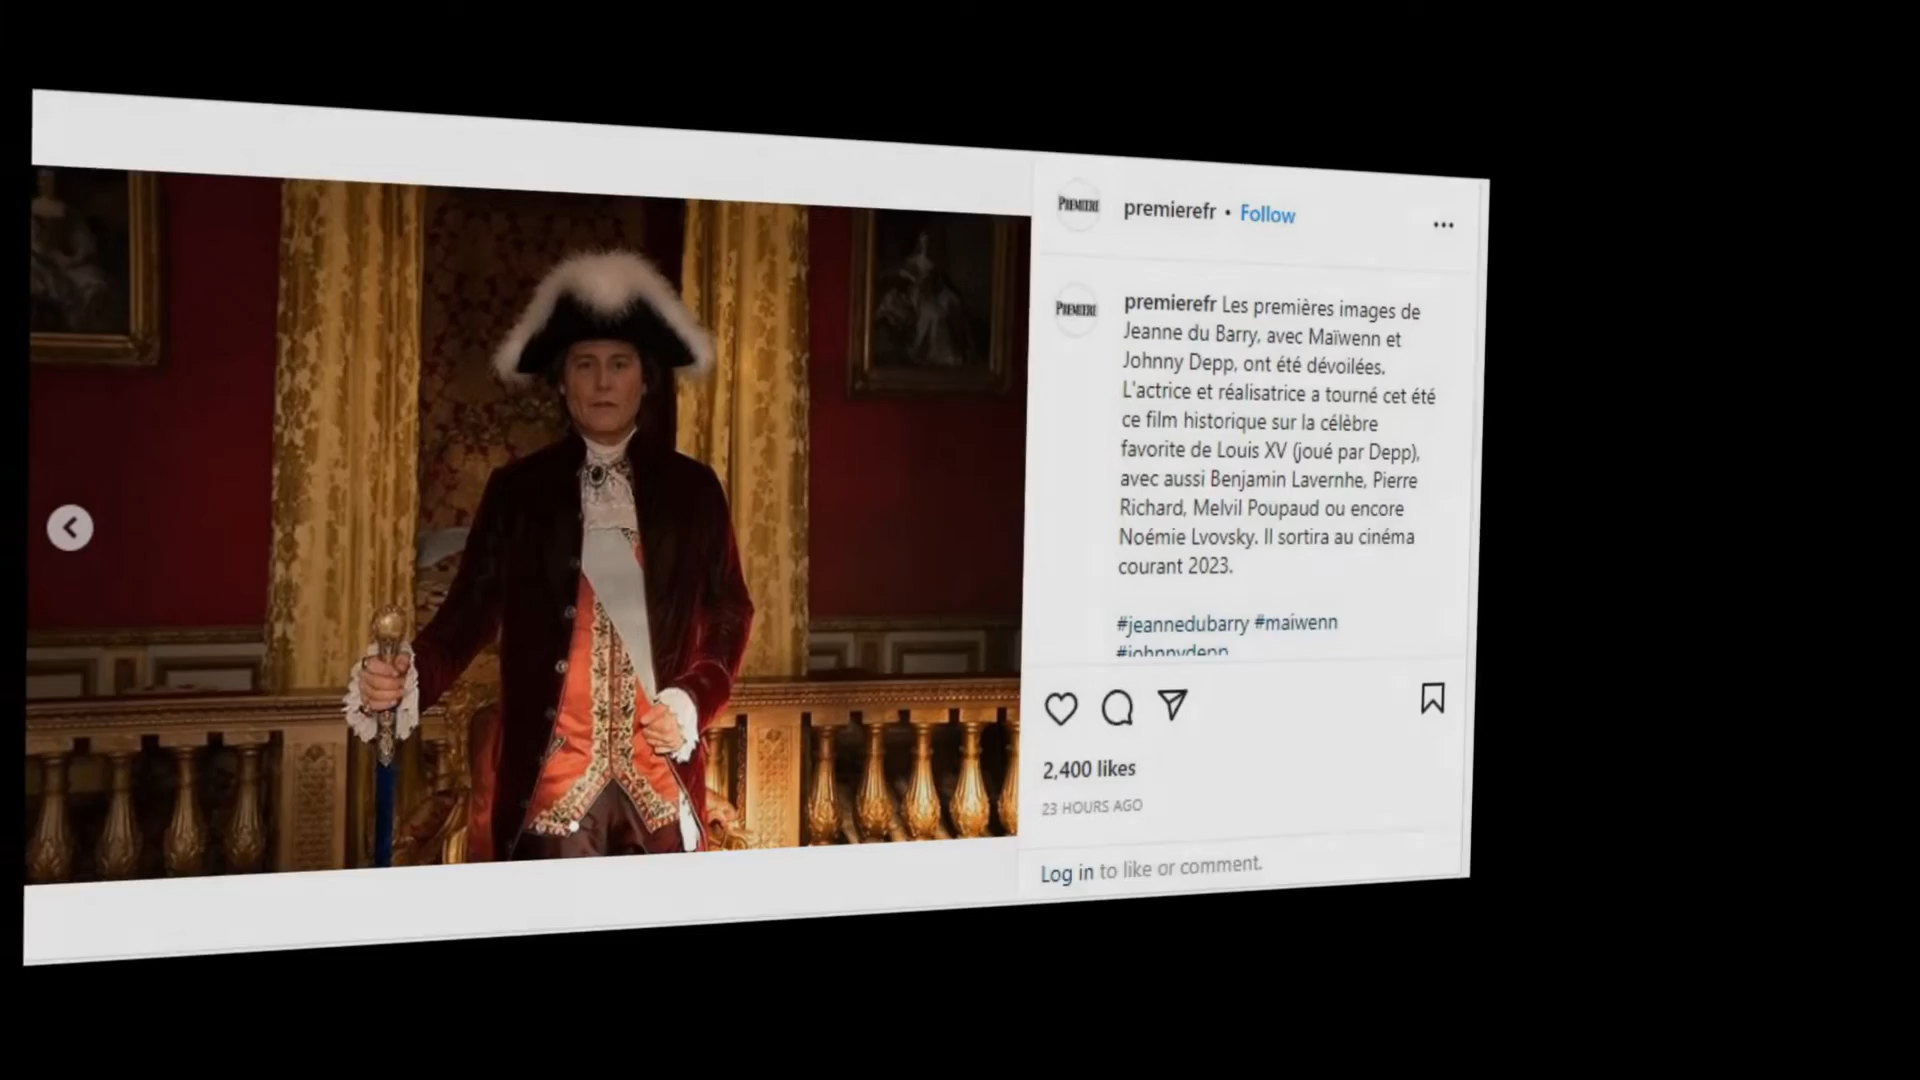 PREMIERE
premierefr • Follow
PREMIERE
premierefr Les premières images de
Jeanne du Barry, avec Maïwenn et
Johnny Depp, ont été dévoilées.
L'actrice et réalisatrice a tourné cet été
ce film historique sur la célèbre
favorite de Louis XV (joué par Depp),
avec aussi Benjamin Lavernhe, Pierre
Richard, Melvil Poupaud ou encore
Noémie Lvovsky. Il sortira au cinéma
courant 2023.
#jeannedubarry #maiwenn
#johnnydepp
2,400 likes
23 HOURS AGO
Log in to like or comment.